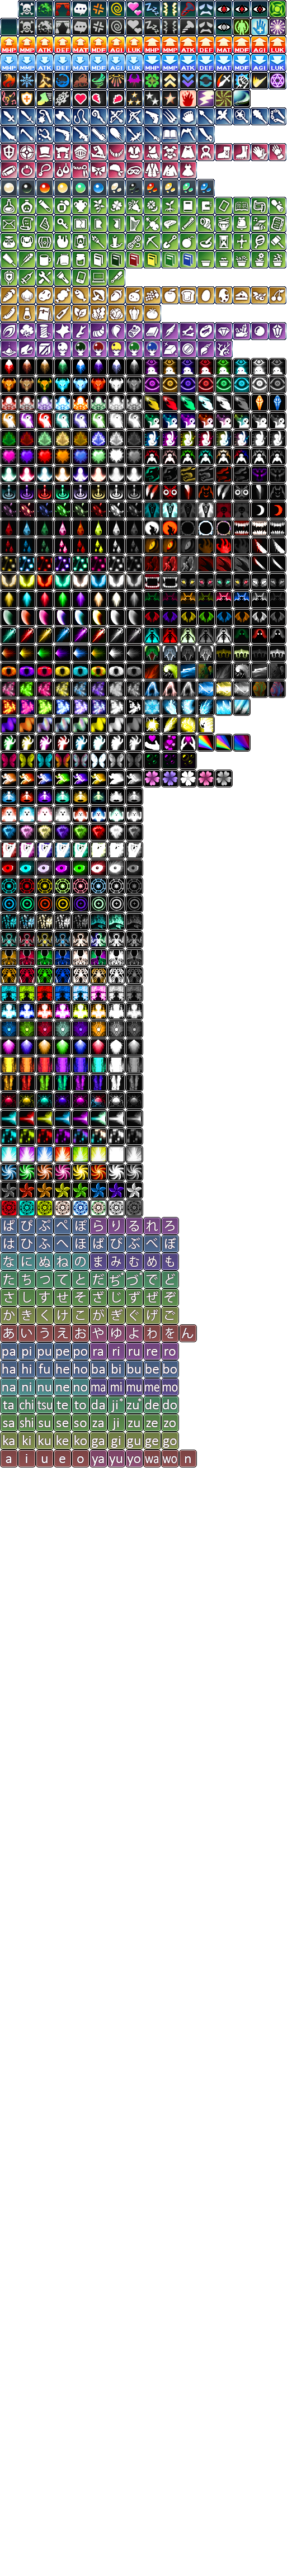 MHP MMP ATK DEF MAT MDF AGI LUK MHP MMP ATK DEF MAT MDF AGI LUK
MHP MMP ATK DEF MAT MDF AGI LUK MHP MMP ATK DEF MAT MDF AGI LUK
ぱ ぴ ぷ ぺ ぽ ら り る れ ろ
は ひ ふ へ ほ ば び ぶ べ ぼ
な に ぬ ね の ま み む め も
た ち つ て と だ ぢ づ で ど
さ し す せ そ ざ じ ず ぜ ぞ
か き く け こ が ぎ ぐ げ ご
あ い う え お や ゆ よ わ を ん
pa pi pu pe po ra ri ru re ro
ha hi fu he ho ba bi bu be bo
na ni nu ne no ma mi mu me mo
ta chi tsu te to da ji* zu* de do
sa shi su se so za ji zu ze zo
ka ki ku ke ko ga gi gu ge go
a i u e o ya yu yo wa wo n